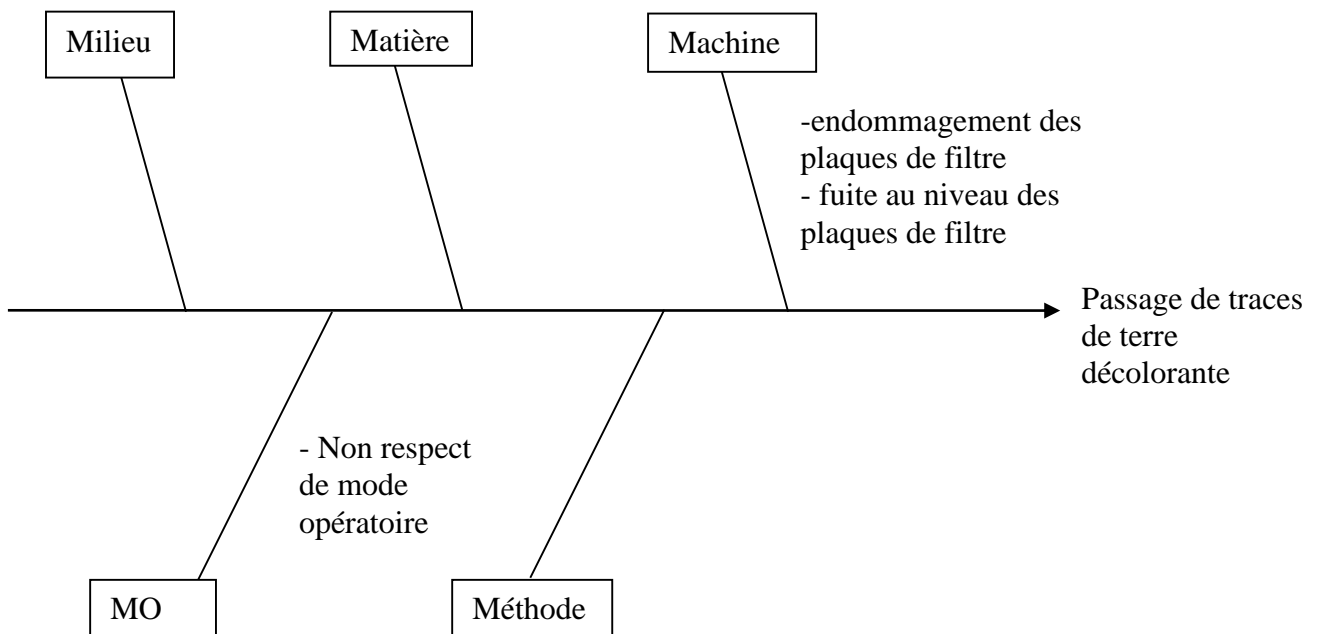 Milieu
Matière
Machine
-endommagement des
plaques de filtre
- fuite au niveau des
plaques de filtre
Passage de traces
de terre
décolorante
- Non respect
de mode
opératoire
MO
Méthode